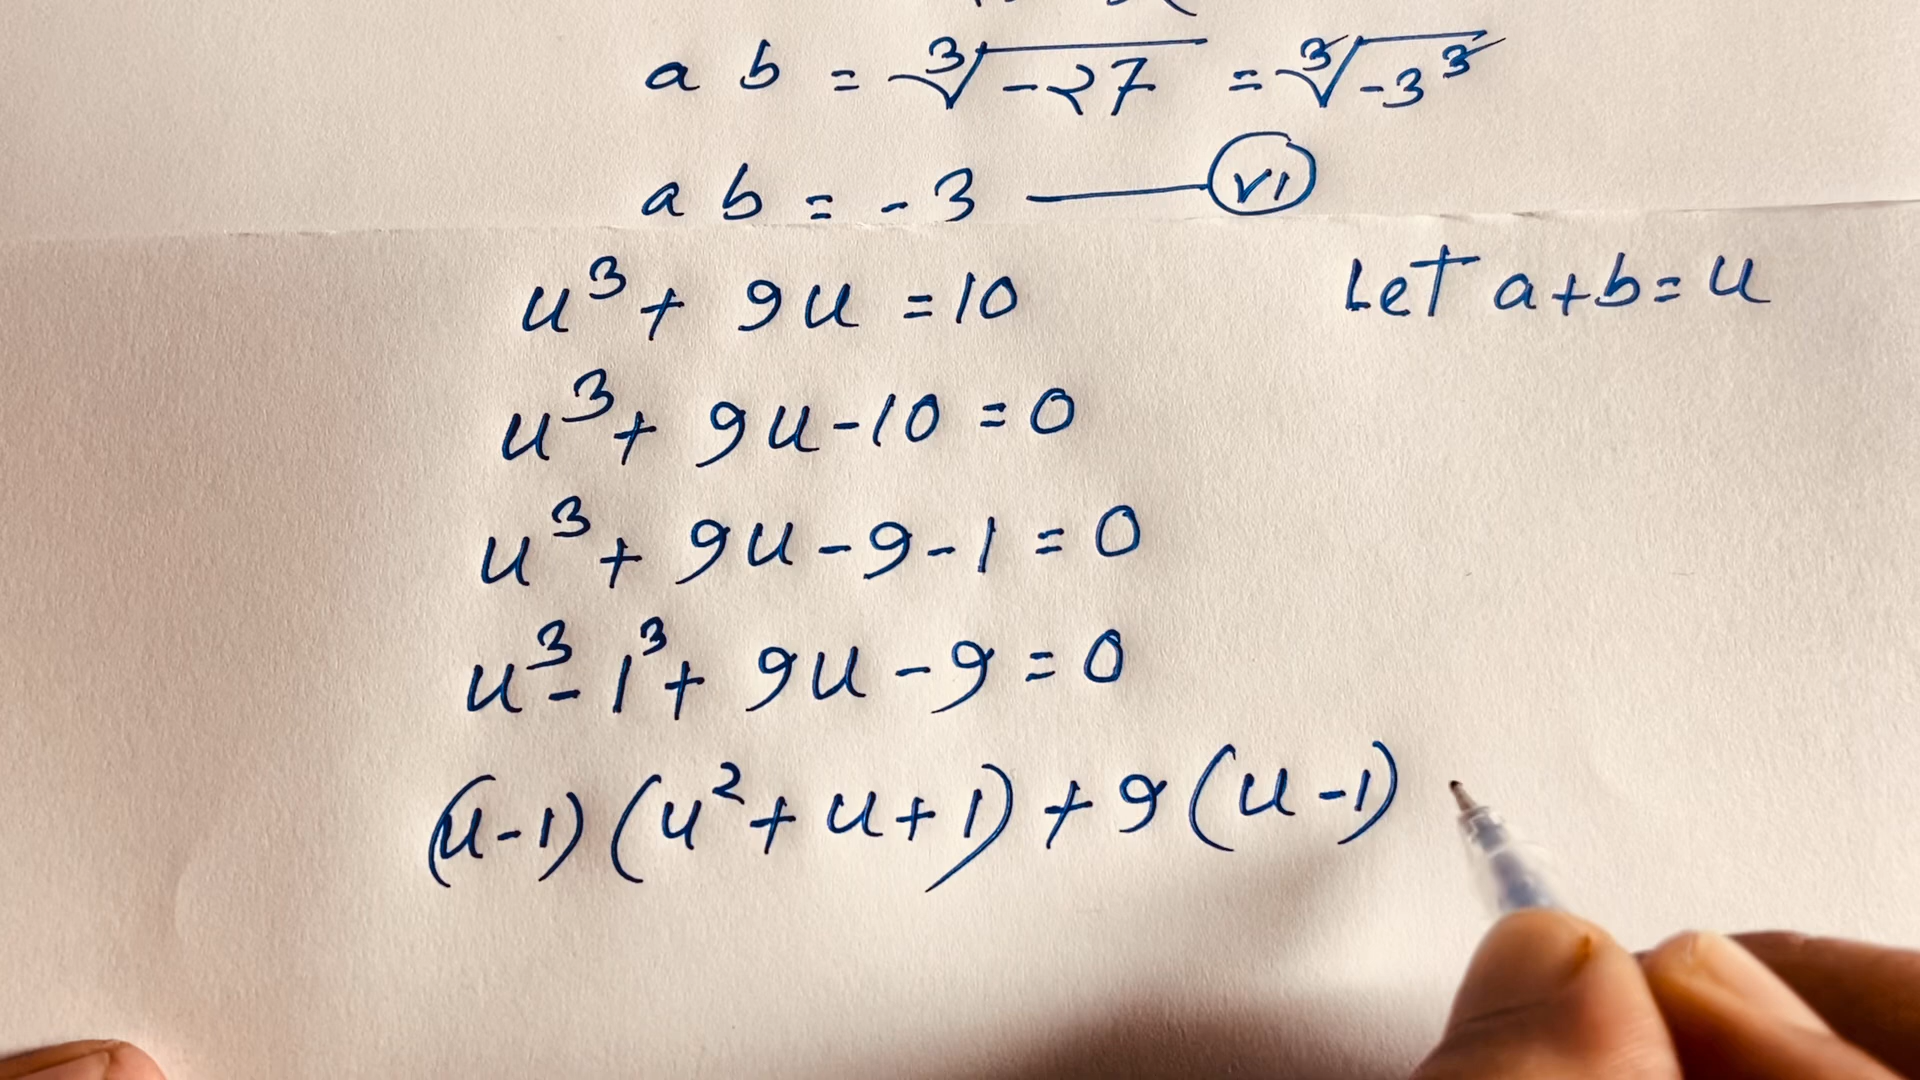 a b = ∛-27 = ∛-3³
a b = -3 —— (vi)
u³ + 9u = 10 Let a+b = u
u³ + 9u - 10 = 0
u³ + 9u - 9 - 1 = 0
u³ - 1³ + 9u - 9 = 0
(u-1)(u² + u + 1) + 9(u-1)